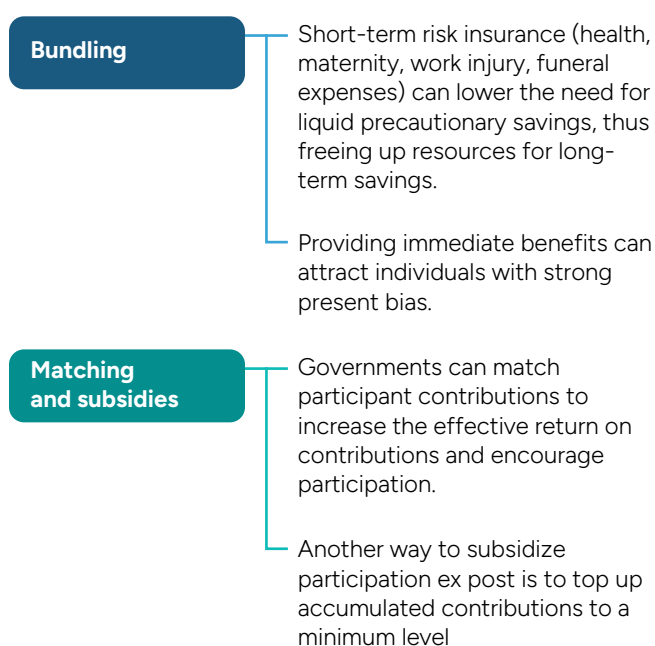 Bundling
Short-term risk insurance (health,
maternity, work injury, funeral
expenses) can lower the need for
liquid precautionary savings, thus
freeing up resources for long-
term savings.
Providing immediate benefits can
attract individuals with strong
present bias.
Matching
and subsidies
Governments can match
participant contributions to
increase the effective return on
contributions and encourage
participation.
Another way to subsidize
participation ex post is to top up
accumulated contributions to a
minimum level